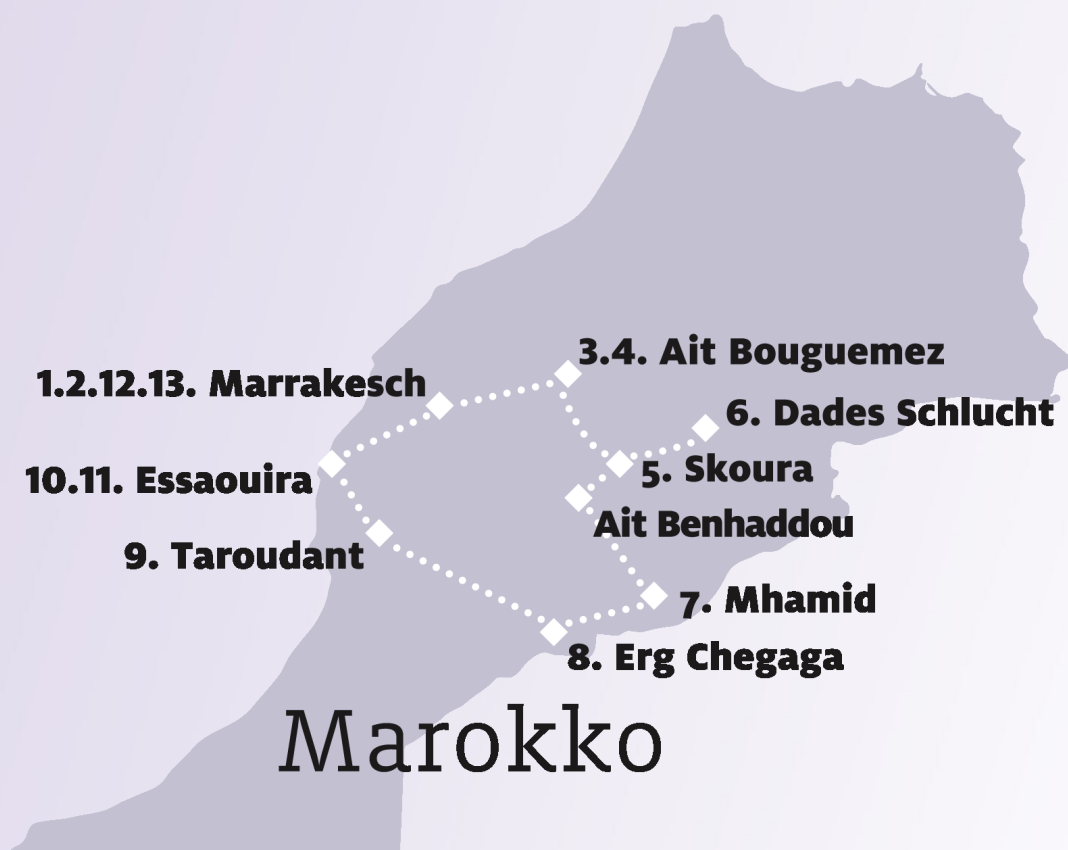 3.4. Ait Bouguemez
1.2.12.13. Marrakesch
6. Dades Schlucht
5. Skoura
10.11. Essaouira
Ait Benhaddou
9. Taroudant
7. Mhamid
8. Erg Chegaga
Marokko